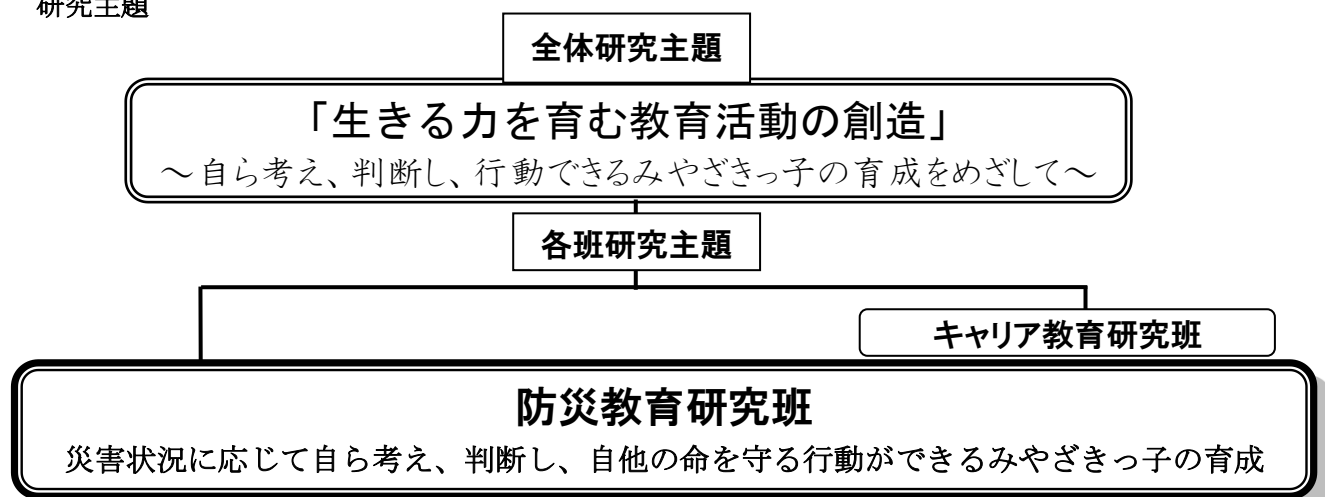 研究主題
全体研究主題
「生きる力を育む教育活動の創造」
～自ら考え、判断し、行動できるみやざきっ子の育成をめざして～
各班研究主題
キャリア教育研究班
防災教育研究班
災害状況に応じて自ら考え、判断し、自他の命を守る行動ができるみやざきっ子の育成